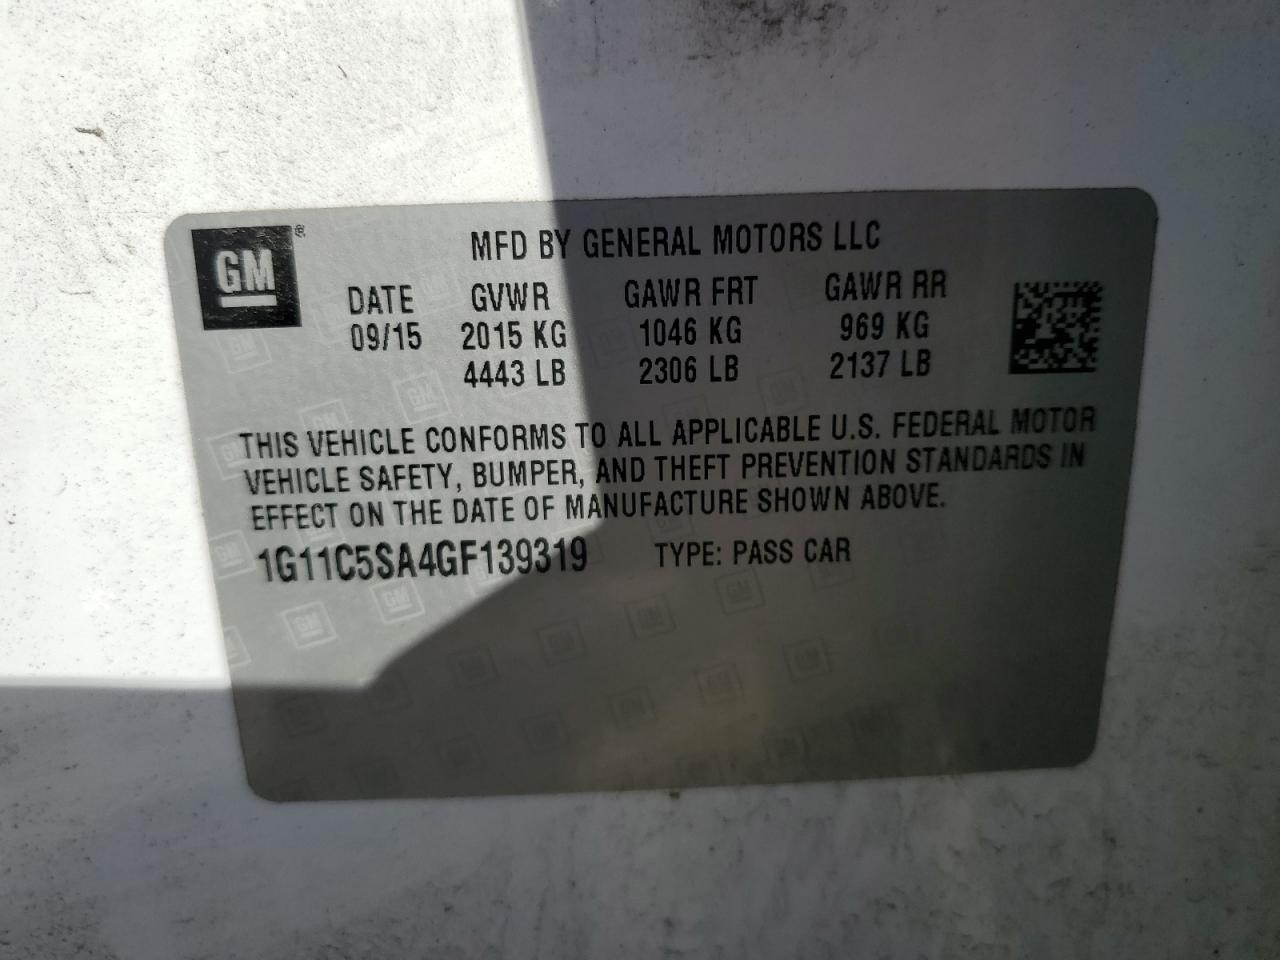 GM®
MFD BY GENERAL MOTORS LLC
DATE GVWR GAWR FRT GAWR RR
09/15 2015 KG 1046 KG 969 KG
4443 LB 2306 LB 2137 LB
THIS VEHICLE CONFORMS TO ALL APPLICABLE U.S. FEDERAL MOTOR
VEHICLE SAFETY, BUMPER, AND THEFT PREVENTION STANDARDS IN
EFFECT ON THE DATE OF MANUFACTURE SHOWN ABOVE.
1G11C5SA4GF139319 TYPE: PASS CAR